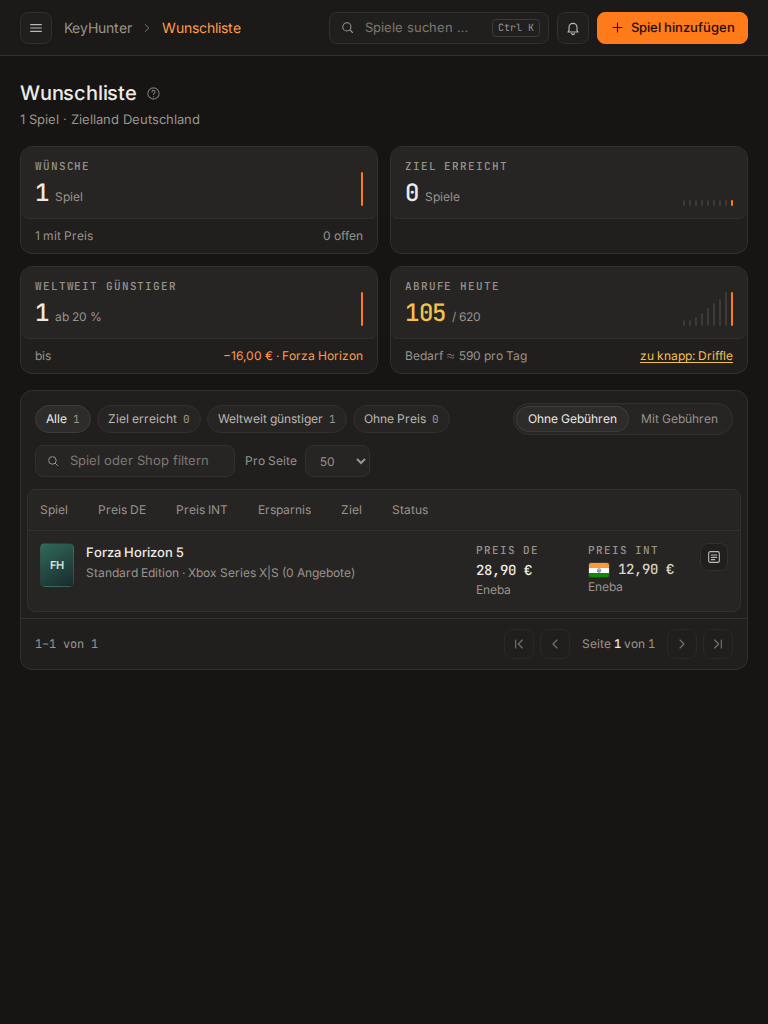 KeyHunter > Wunschliste
Spiele suchen ...
Ctrl K
Spiel hinzufügen
Wunschliste
1 Spiel · Zielland Deutschland
WÜNSCHE
1 Spiel
1 mit Preis
0 offen
ZIEL ERREICHT
0 Spiele
WELTWEIT GÜNSTIGER
1 ab 20 %
bis
−16,00 € · Forza Horizon
ABRUFE HEUTE
105 / 620
Bedarf ≈ 590 pro Tag
zu knapp: Driffle
Alle 1
Ziel erreicht 0
Weltweit günstiger 1
Ohne Preis 0
Ohne Gebühren
Mit Gebühren
Spiel oder Shop filtern
Pro Seite
50
Spiel
Preis DE
Preis INT
Ersparnis
Ziel
Status
FH
Forza Horizon 5
Standard Edition · Xbox Series X|S (0 Angebote)
PREIS DE
28,90 €
Eneba
PREIS INT
12,90 €
Eneba
1–1 von 1
Seite 1 von 1